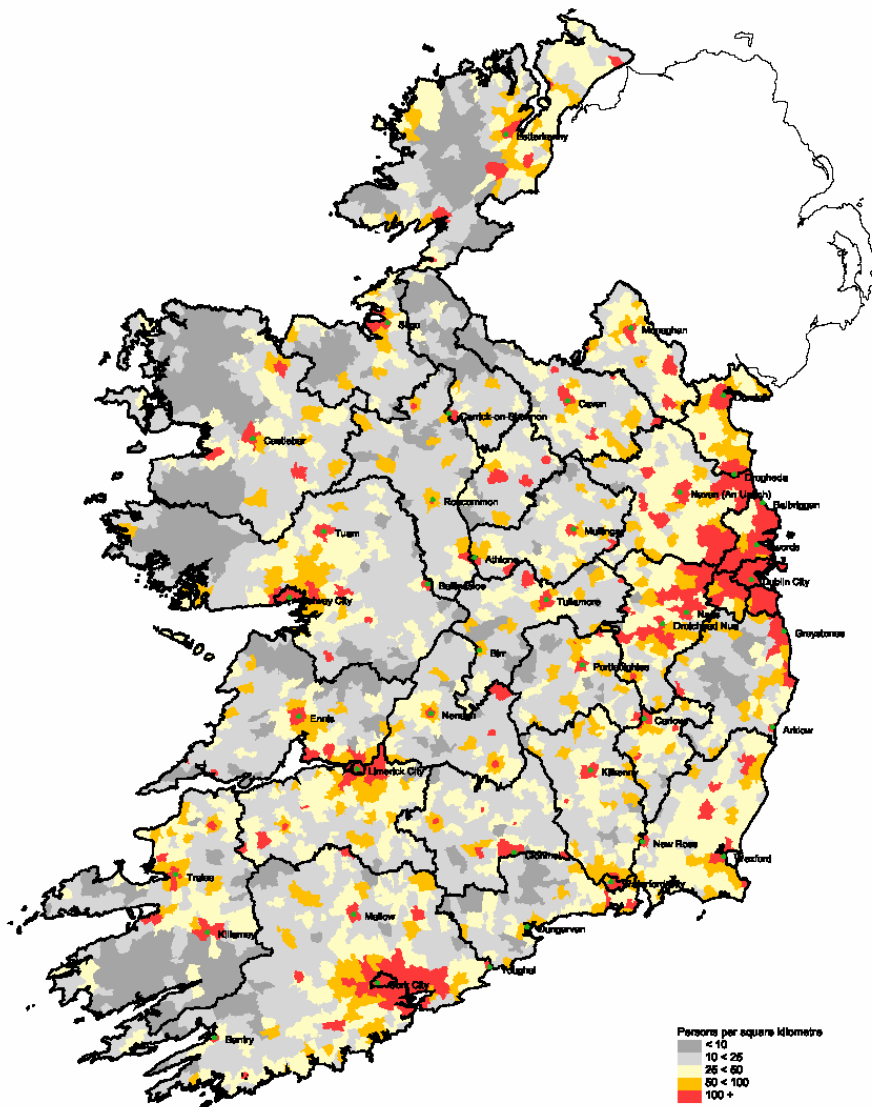 Letterkenny
Sligo
Monaghan
Cavan
Dundalk
Carrick-on-Shannon
Castlebar
Drogheda
Navan (An Uaimh)
Balbriggan
Roscommon
Tuam
Mullingar
Swords
Athlone
Dublin City
Ballinasloe
Galway City
Tullamore
Naas
Droichead Nua
Greystones
Birr
Portlaoighise
Ennis
Nenagh
Carlow
Arklow
Limerick City
Kilkenny
New Ross
Clonmel
Wexford
Tralee
Waterford City
Mallow
Killarney
Dungarvan
Youghal
Cork City
Bantry
Persons per square kilometre
< 10
10 < 25
25 < 50
50 < 100
100 +